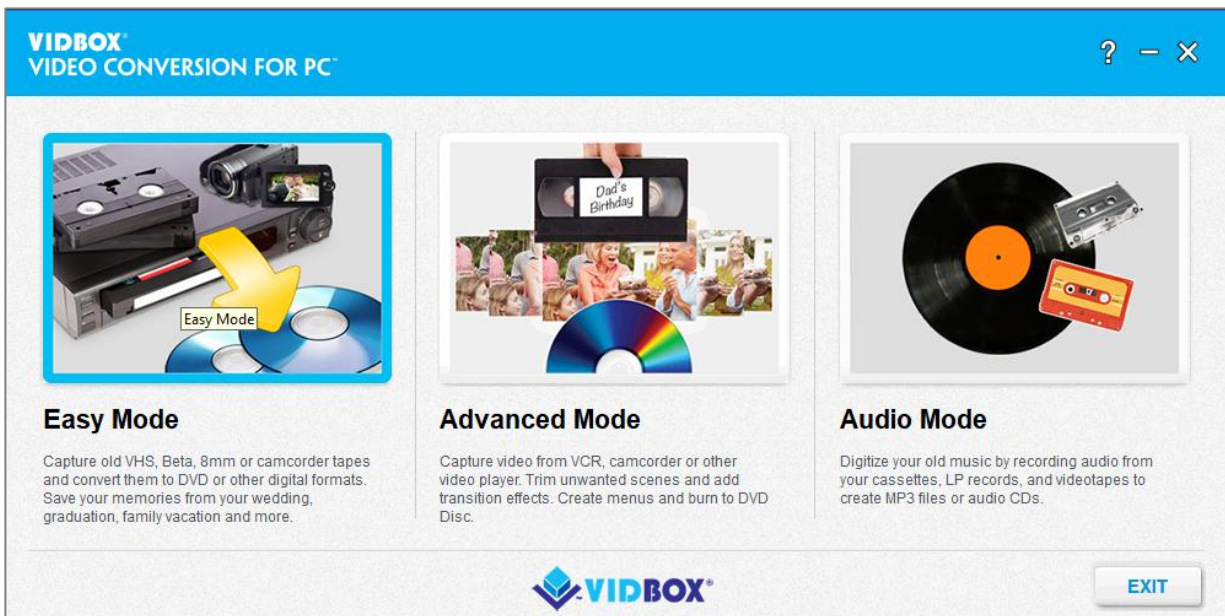 VIDBOX®
VIDEO CONVERSION FOR PC™
?
Dad's
Birthday
Easy Mode
Easy Mode
Capture old VHS, Beta, 8mm or camcorder tapes
and convert them to DVD or other digital formats.
Save your memories from your wedding,
graduation, family vacation and more.
Advanced Mode
Capture video from VCR, camcorder or other
video player. Trim unwanted scenes and add
transition effects. Create menus and burn to DVD
Disc.
Audio Mode
Digitize your old music by recording audio from
your cassettes, LP records, and videotapes to
create MP3 files or audio CDs.
VIDBOX®
EXIT